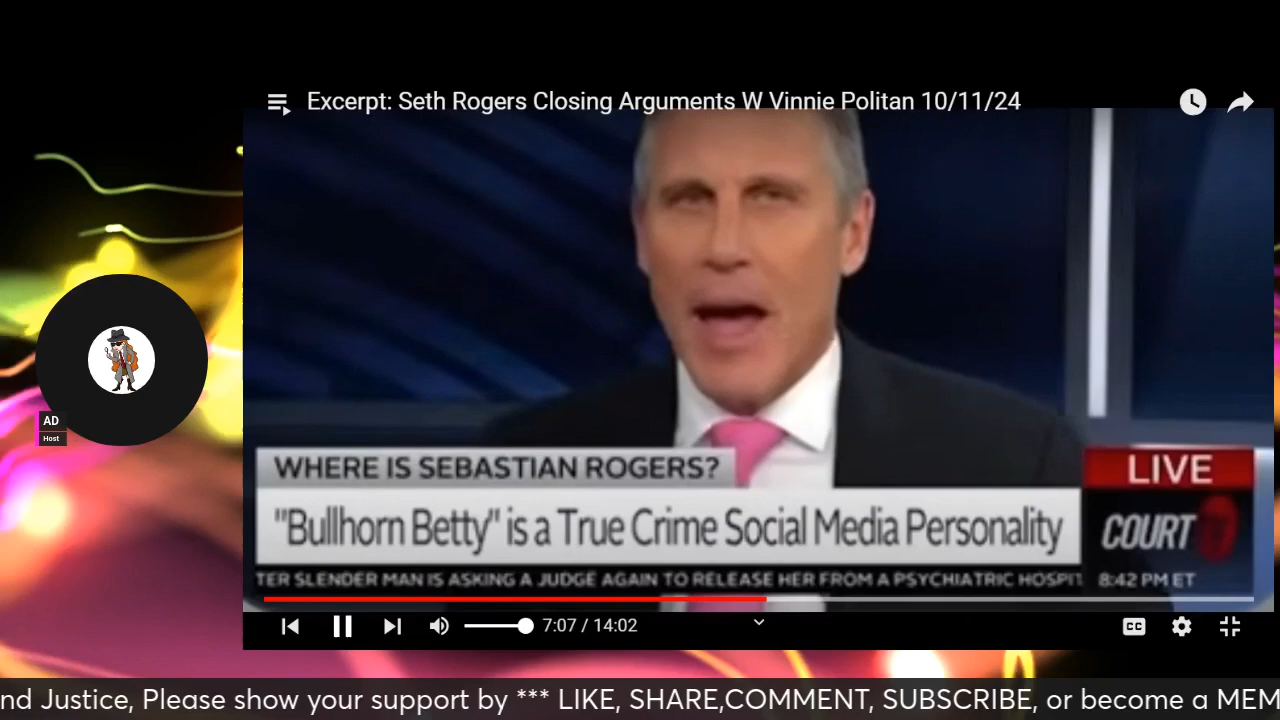 Excerpt: Seth Rogers Closing Arguments W Vinnie Politan 10/11/24
AD
Host
WHERE IS SEBASTIAN ROGERS?
"Bullhorn Betty" is a True Crime Social Media Personality
LIVE
COURT TV
TER SLENDER MAN IS ASKING A JUDGE AGAIN TO RELEASE HER FROM A PSYCHIATRIC HOSPIT
8:42 PM ET
7:07 / 14:02
CC
nd Justice, Please show your support by *** LIKE, SHARE,COMMENT, SUBSCRIBE, or become a MEM